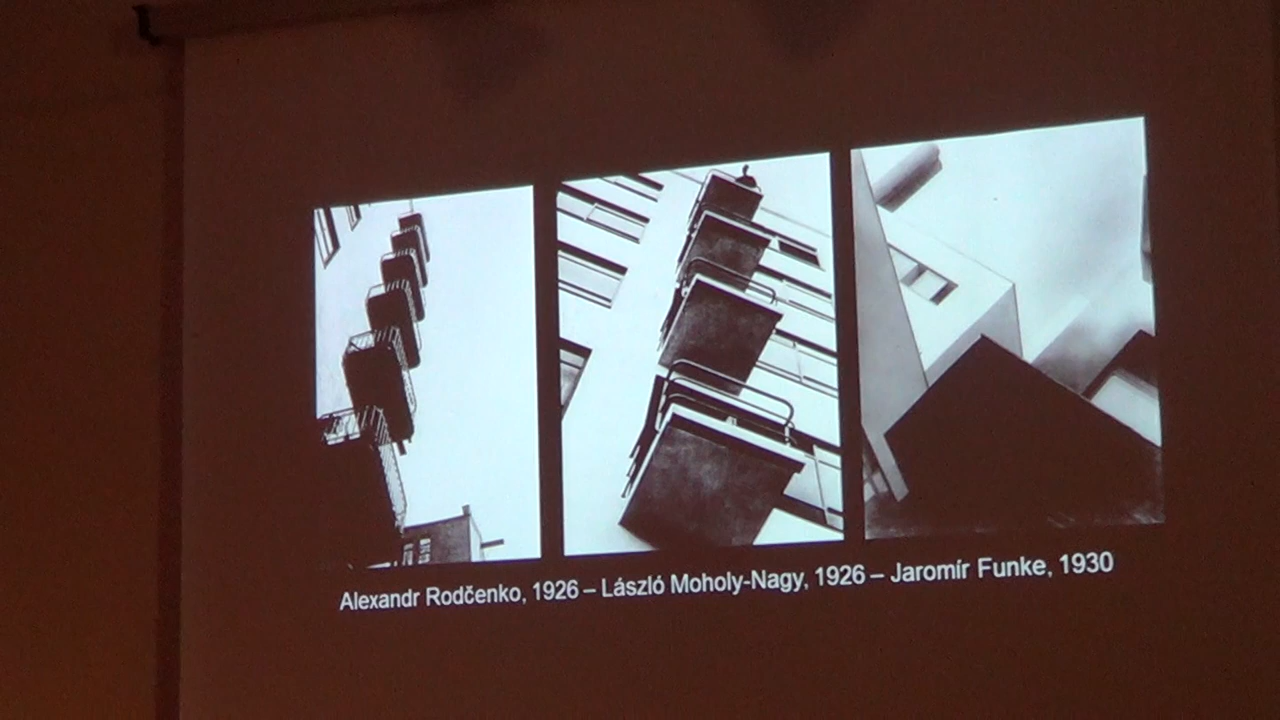 Alexandr Rodčenko, 1926 – László Moholy-Nagy, 1926 – Jaromír Funke, 1930